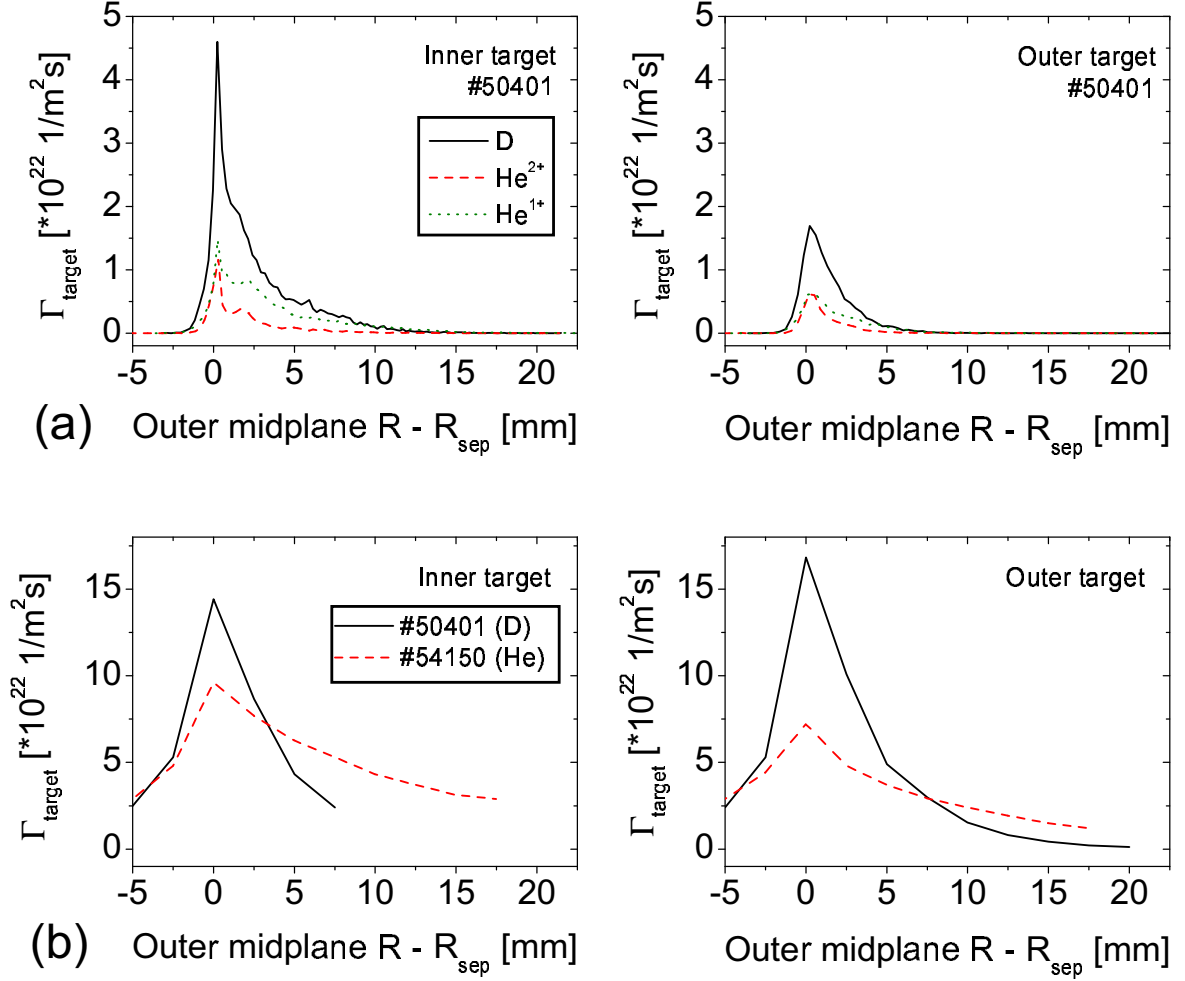 5
4
3
2
1
0
Γtarget [*10^22 1/m^2s]
Inner target
#50401
D
He^2+
He^1+
-5 0 5 10 15 20
Outer midplane R - Rsep [mm]
(a)
5
4
3
2
1
0
Γtarget [*10^22 1/m^2s]
Outer target
#50401
-5 0 5 10 15 20
Outer midplane R - Rsep [mm]
15
10
5
0
Γtarget [*10^22 1/m^2s]
Inner target
#50401 (D)
#54150 (He)
-5 0 5 10 15 20
Outer midplane R - Rsep [mm]
(b)
15
10
5
0
Γtarget [*10^22 1/m^2s]
Outer target
-5 0 5 10 15 20
Outer midplane R - Rsep [mm]